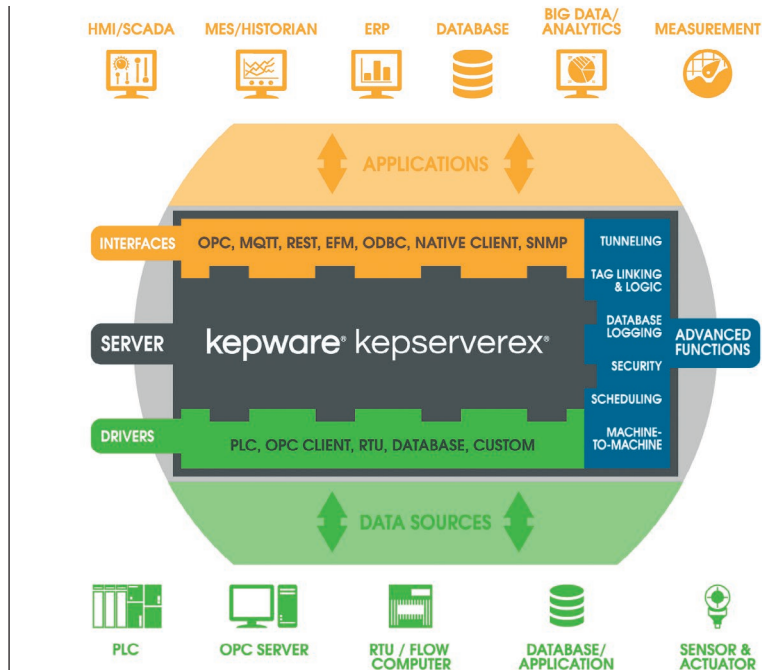 HMI/SCADA
MES/HISTORIAN
ERP
DATABASE
BIG DATA/
ANALYTICS
MEASUREMENT
APPLICATIONS
INTERFACES
OPC, MQTT, REST, EFM, ODBC, NATIVE CLIENT, SNMP
TUNNELING
TAG LINKING
& LOGIC
DATABASE
LOGGING
SECURITY
SCHEDULING
MACHINE-
TO-MACHINE
ADVANCED
FUNCTIONS
SERVER
kepware® kepserverex®
DRIVERS
PLC, OPC CLIENT, RTU, DATABASE, CUSTOM
DATA SOURCES
PLC
OPC SERVER
RTU / FLOW
COMPUTER
DATABASE/
APPLICATION
SENSOR &
ACTUATOR